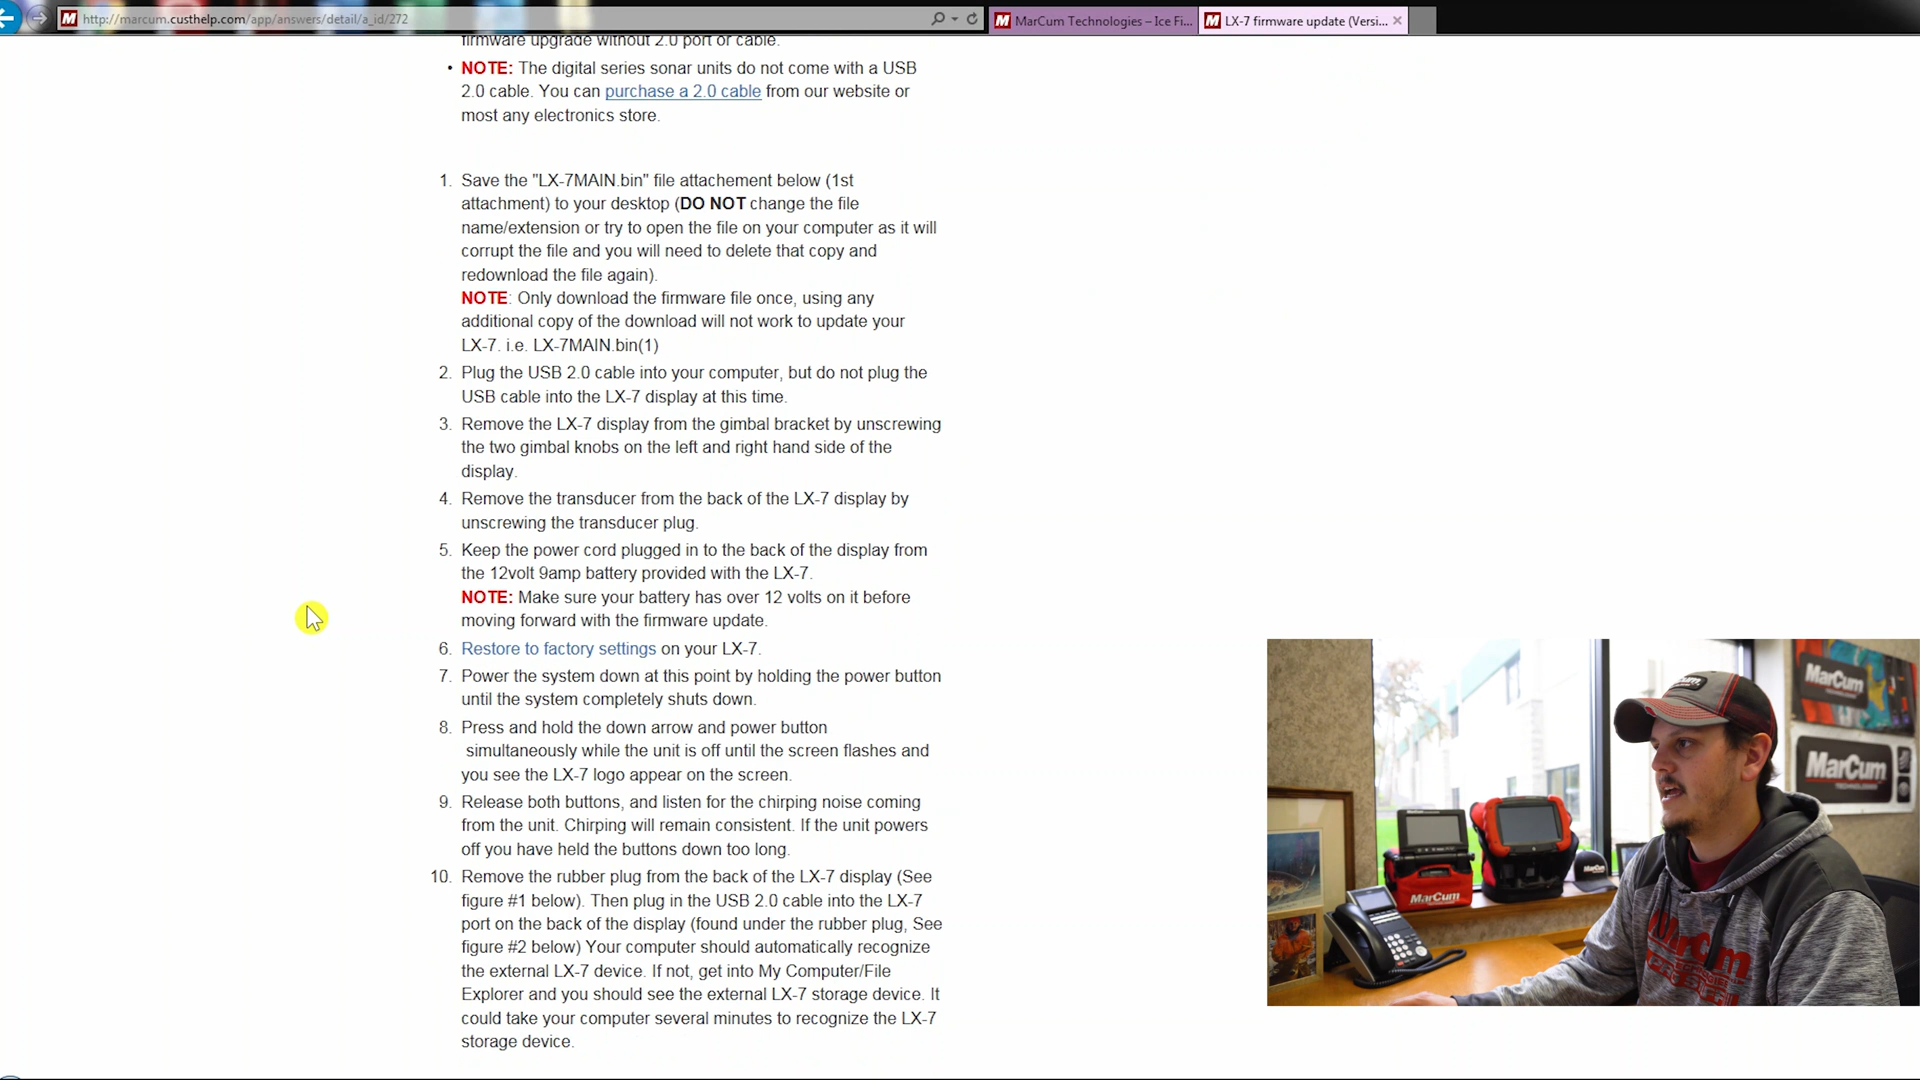 http://marcum.custhelp.com/app/answers/detail/a_id/272
MarCum Technologies – Ice Fi...
LX-7 firmware update (Versi...
firmware upgrade without 2.0 port or cable.
• NOTE: The digital series sonar units do not come with a USB
2.0 cable. You can purchase a 2.0 cable from our website or
most any electronics store.
1. Save the "LX-7MAIN.bin" file attachement below (1st
attachment) to your desktop (DO NOT change the file
name/extension or try to open the file on your computer as it will
corrupt the file and you will need to delete that copy and
redownload the file again).
NOTE: Only download the firmware file once, using any
additional copy of the download will not work to update your
LX-7. i.e. LX-7MAIN.bin(1)
2. Plug the USB 2.0 cable into your computer, but do not plug the
USB cable into the LX-7 display at this time.
3. Remove the LX-7 display from the gimbal bracket by unscrewing
the two gimbal knobs on the left and right hand side of the
display.
4. Remove the transducer from the back of the LX-7 display by
unscrewing the transducer plug.
5. Keep the power cord plugged in to the back of the display from
the 12volt 9amp battery provided with the LX-7.
NOTE: Make sure your battery has over 12 volts on it before
moving forward with the firmware update.
6. Restore to factory settings on your LX-7.
7. Power the system down at this point by holding the power button
until the system completely shuts down.
8. Press and hold the down arrow and power button
simultaneously while the unit is off until the screen flashes and
you see the LX-7 logo appear on the screen.
9. Release both buttons, and listen for the chirping noise coming
from the unit. Chirping will remain consistent. If the unit powers
off you have held the buttons down too long.
10. Remove the rubber plug from the back of the LX-7 display (See
figure #1 below). Then plug in the USB 2.0 cable into the LX-7
port on the back of the display (found under the rubber plug, See
figure #2 below) Your computer should automatically recognize
the external LX-7 device. If not, get into My Computer/File
Explorer and you should see the external LX-7 storage device. It
could take your computer several minutes to recognize the LX-7
storage device.
MarCum
MarCum
TECHNOLOGIES
MarCum
MarCum